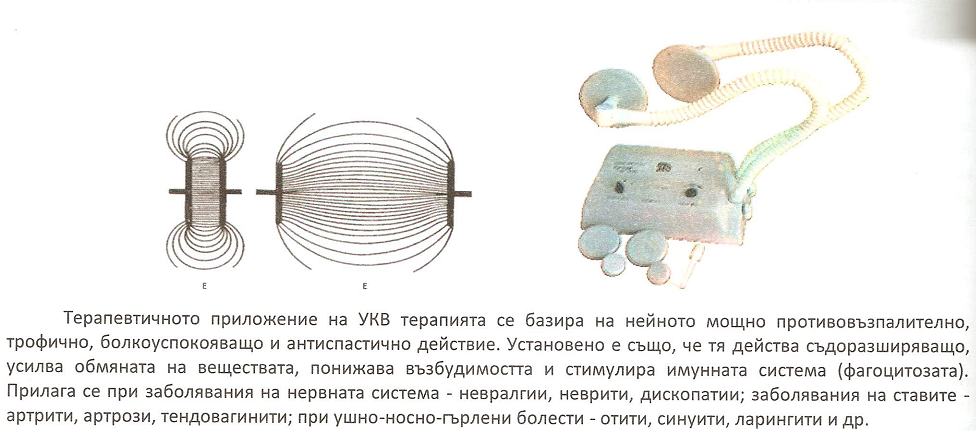 E
E
Терапевтичното приложение на УКВ терапията се базира на нейното мощно противовъзпалително,
трофично, болкоуспокояващо и антиспастично действие. Установено е също, че тя действа съдоразширяващо,
усилва обмяната на веществата, понижава възбудимостта и стимулира имунната система (фагоцитозата).
Прилага се при заболявания на нервната система - невралгии, неврити, дископатии; заболявания на ставите -
артрити, артрози, тендовагинити; при ушно-носно-гърлени болести - отити, синуити, ларингити и др.